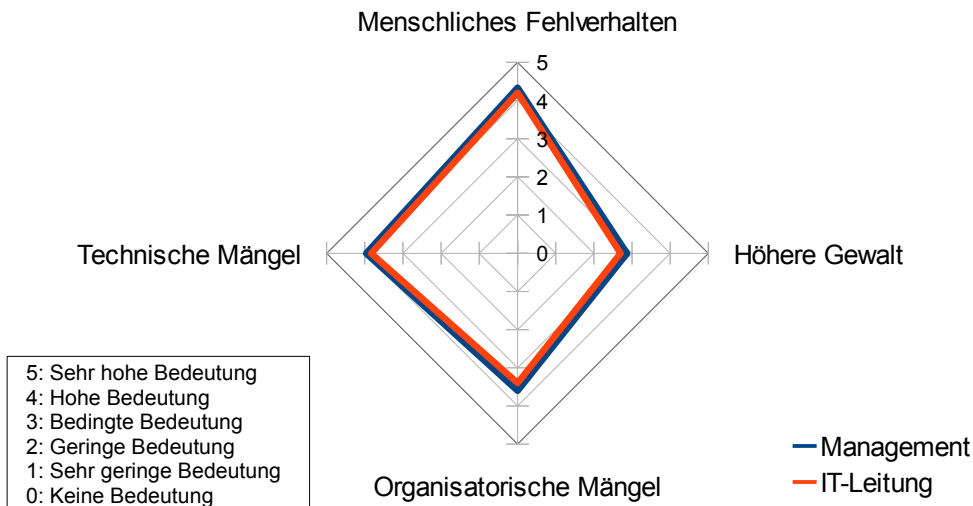 Menschliches Fehlverhalten
5
4
3
2
1
0
Technische Mängel
Höhere Gewalt
5: Sehr hohe Bedeutung
4: Hohe Bedeutung
3: Bedingte Bedeutung
2: Geringe Bedeutung
1: Sehr geringe Bedeutung
0: Keine Bedeutung
Organisatorische Mängel
Management
IT-Leitung